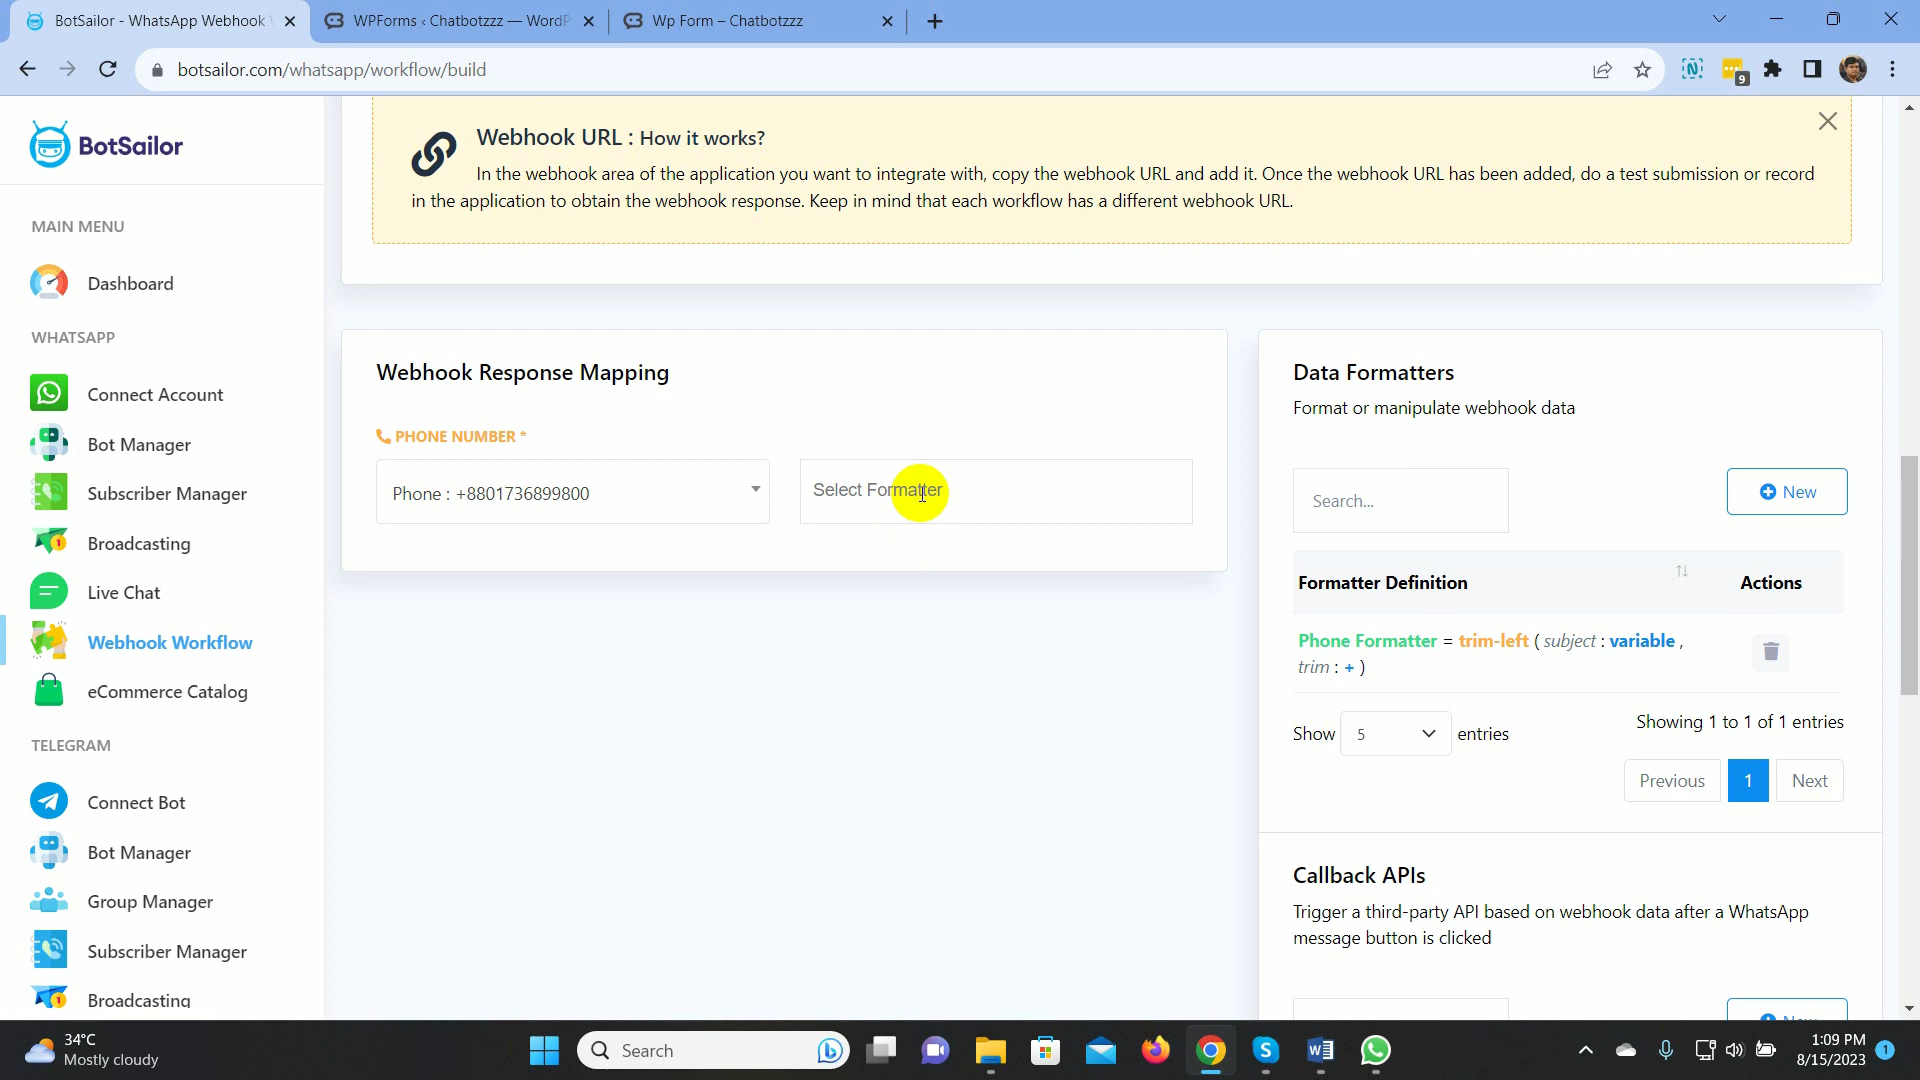 BotSailor - WhatsApp Webhook
WPForms ‹ Chatbotzzz — WordP
Wp Form – Chatbotzzz
botsailor.com/whatsapp/workflow/build
9
BotSailor
MAIN MENU
Dashboard
WHATSAPP
Connect Account
Bot Manager
Subscriber Manager
Broadcasting
Live Chat
Webhook Workflow
eCommerce Catalog
TELEGRAM
Connect Bot
Bot Manager
Group Manager
Subscriber Manager
Broadcasting
Webhook URL : How it works?
In the webhook area of the application you want to integrate with, copy the webhook URL and add it. Once the webhook URL has been added, do a test submission or record
in the application to obtain the webhook response. Keep in mind that each workflow has a different webhook URL.
Webhook Response Mapping
PHONE NUMBER *
Phone : +8801736899800
Select Formatter
Data Formatters
Format or manipulate webhook data
Search...
New
Formatter Definition
Actions
Phone Formatter = trim-left ( subject : variable ,
trim : + )
Show 5 entries
Showing 1 to 1 of 1 entries
Previous 1 Next
Callback APIs
Trigger a third-party API based on webhook data after a WhatsApp
message button is clicked
New
34°C
Mostly cloudy
Search
1:09 PM
8/15/2023
1